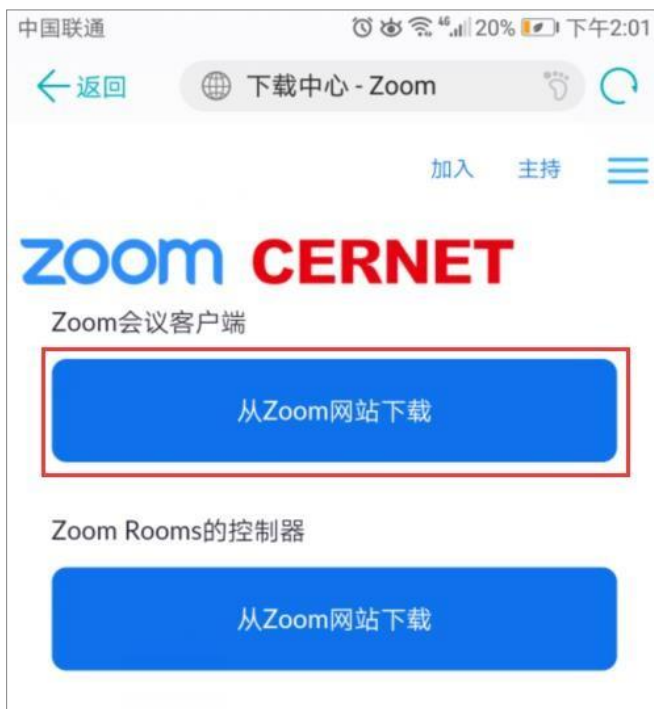 中国联通 46 20% 下午2:01
返回 下载中心 - Zoom
加入 主持
zoom CERNET
Zoom会议客户端
从Zoom网站下载
Zoom Rooms的控制器
从Zoom网站下载